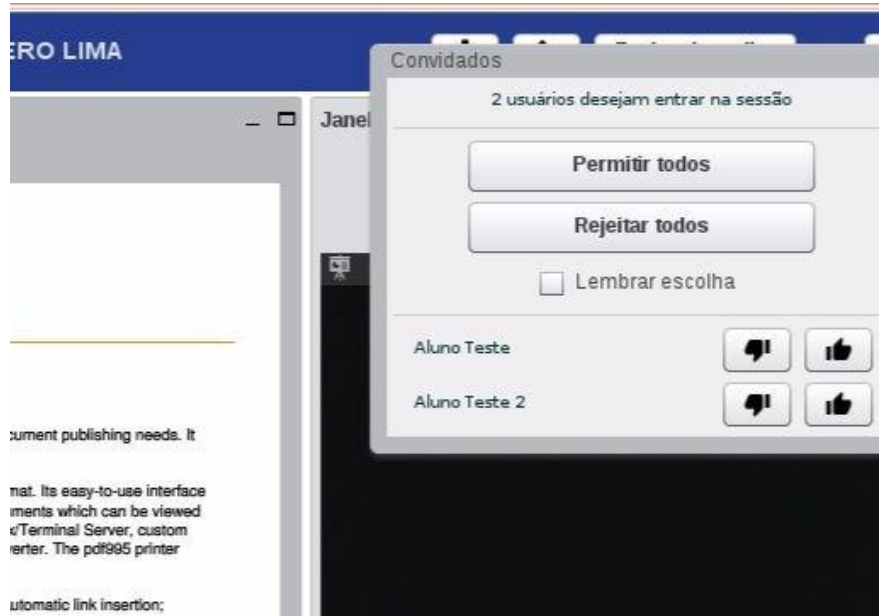 ERO LIMA
Convidados
2 usuários desejam entrar na sessão
Permitir todos
Rejeitar todos
Lembrar escolha
Aluno Teste
Aluno Teste 2
Janel
cument publishing needs. It
mat. Its easy-to-use interface
uments which can be viewed
x/Terminal Server, custom
verter. The pdf995 printer
utomatic link insertion;